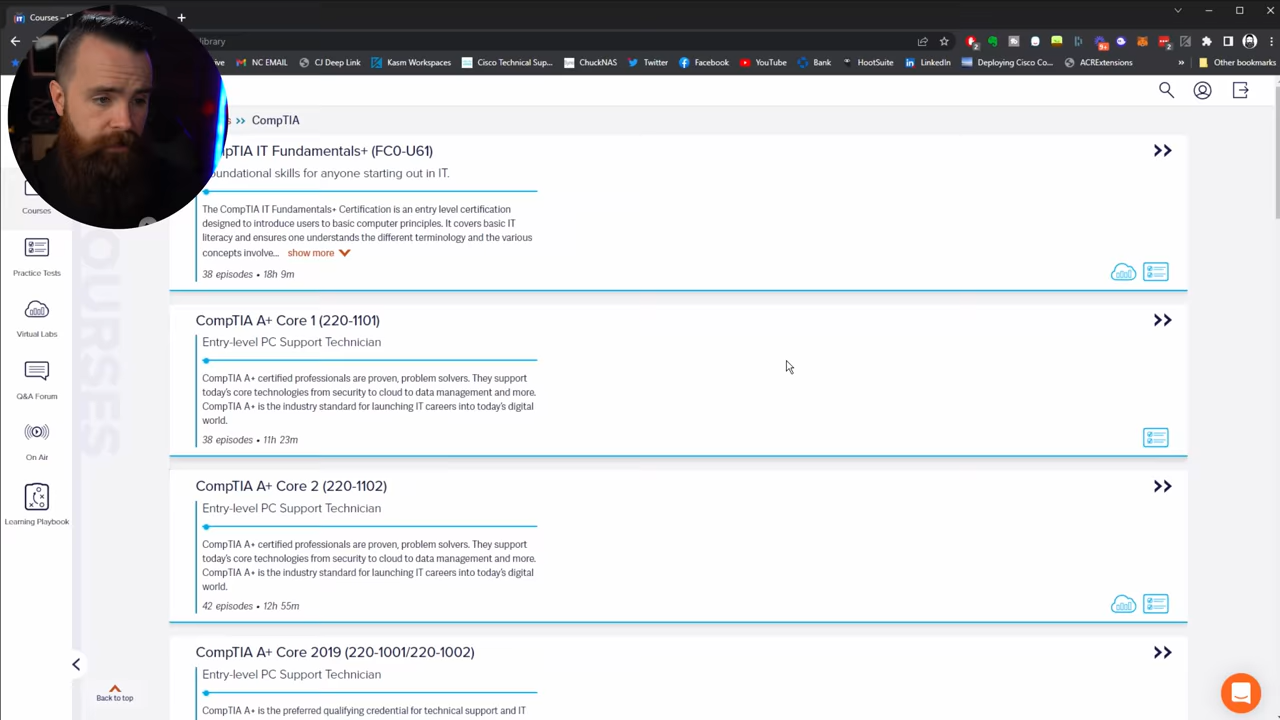 Courses –
library
rive
NC EMAIL
CJ Deep Link
Kasm Workspaces
Cisco Technical Sup...
ChuckNAS
Twitter
Facebook
YouTube
Bank
HootSuite
LinkedIn
Deploying Cisco Co...
ACRExtensions
»
Other bookmarks
s >> CompTIA
mpTIA IT Fundamentals+ (FC0-U61)
oundational skills for anyone starting out in IT.
The CompTIA IT Fundamentals+ Certification is an entry level certification
designed to introduce users to basic computer principles. It covers basic IT
literacy and ensures one understands the different terminology and the various
concepts involve... show more
38 episodes • 18h 9m
CompTIA A+ Core 1 (220-1101)
Entry-level PC Support Technician
CompTIA A+ certified professionals are proven, problem solvers. They support
today's core technologies from security to cloud to data management and more.
CompTIA A+ is the industry standard for launching IT careers into today's digital
world.
38 episodes • 11h 23m
CompTIA A+ Core 2 (220-1102)
Entry-level PC Support Technician
CompTIA A+ certified professionals are proven, problem solvers. They support
today's core technologies from security to cloud to data management and more.
CompTIA A+ is the industry standard for launching IT careers into today's digital
world.
42 episodes • 12h 55m
CompTIA A+ Core 2019 (220-1001/220-1002)
Entry-level PC Support Technician
CompTIA A+ is the preferred qualifying credential for technical support and IT
Courses
Practice Tests
Virtual Labs
Q&A Forum
On Air
Learning Playbook
OURSES
Back to top